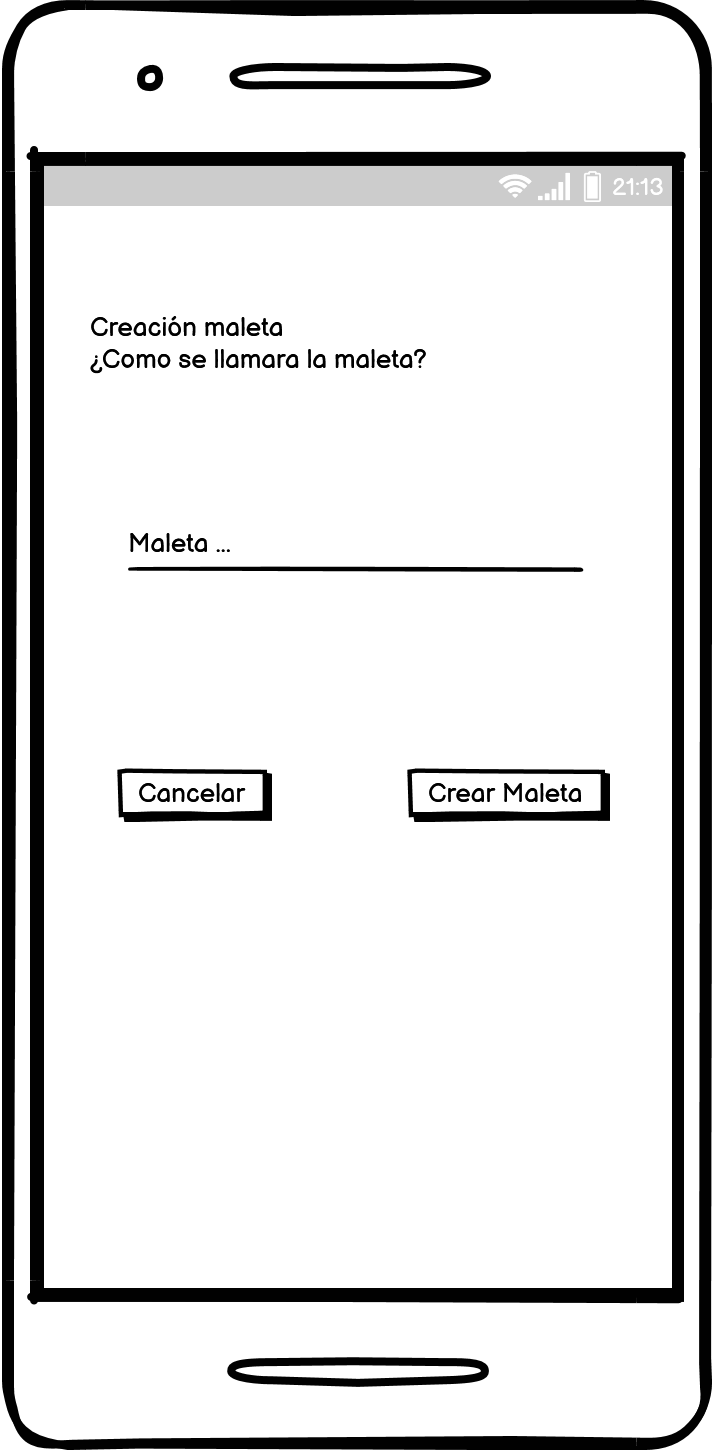 21:13
Creación maleta
¿Como se llamara la maleta?
Maleta ...
Cancelar
Crear Maleta